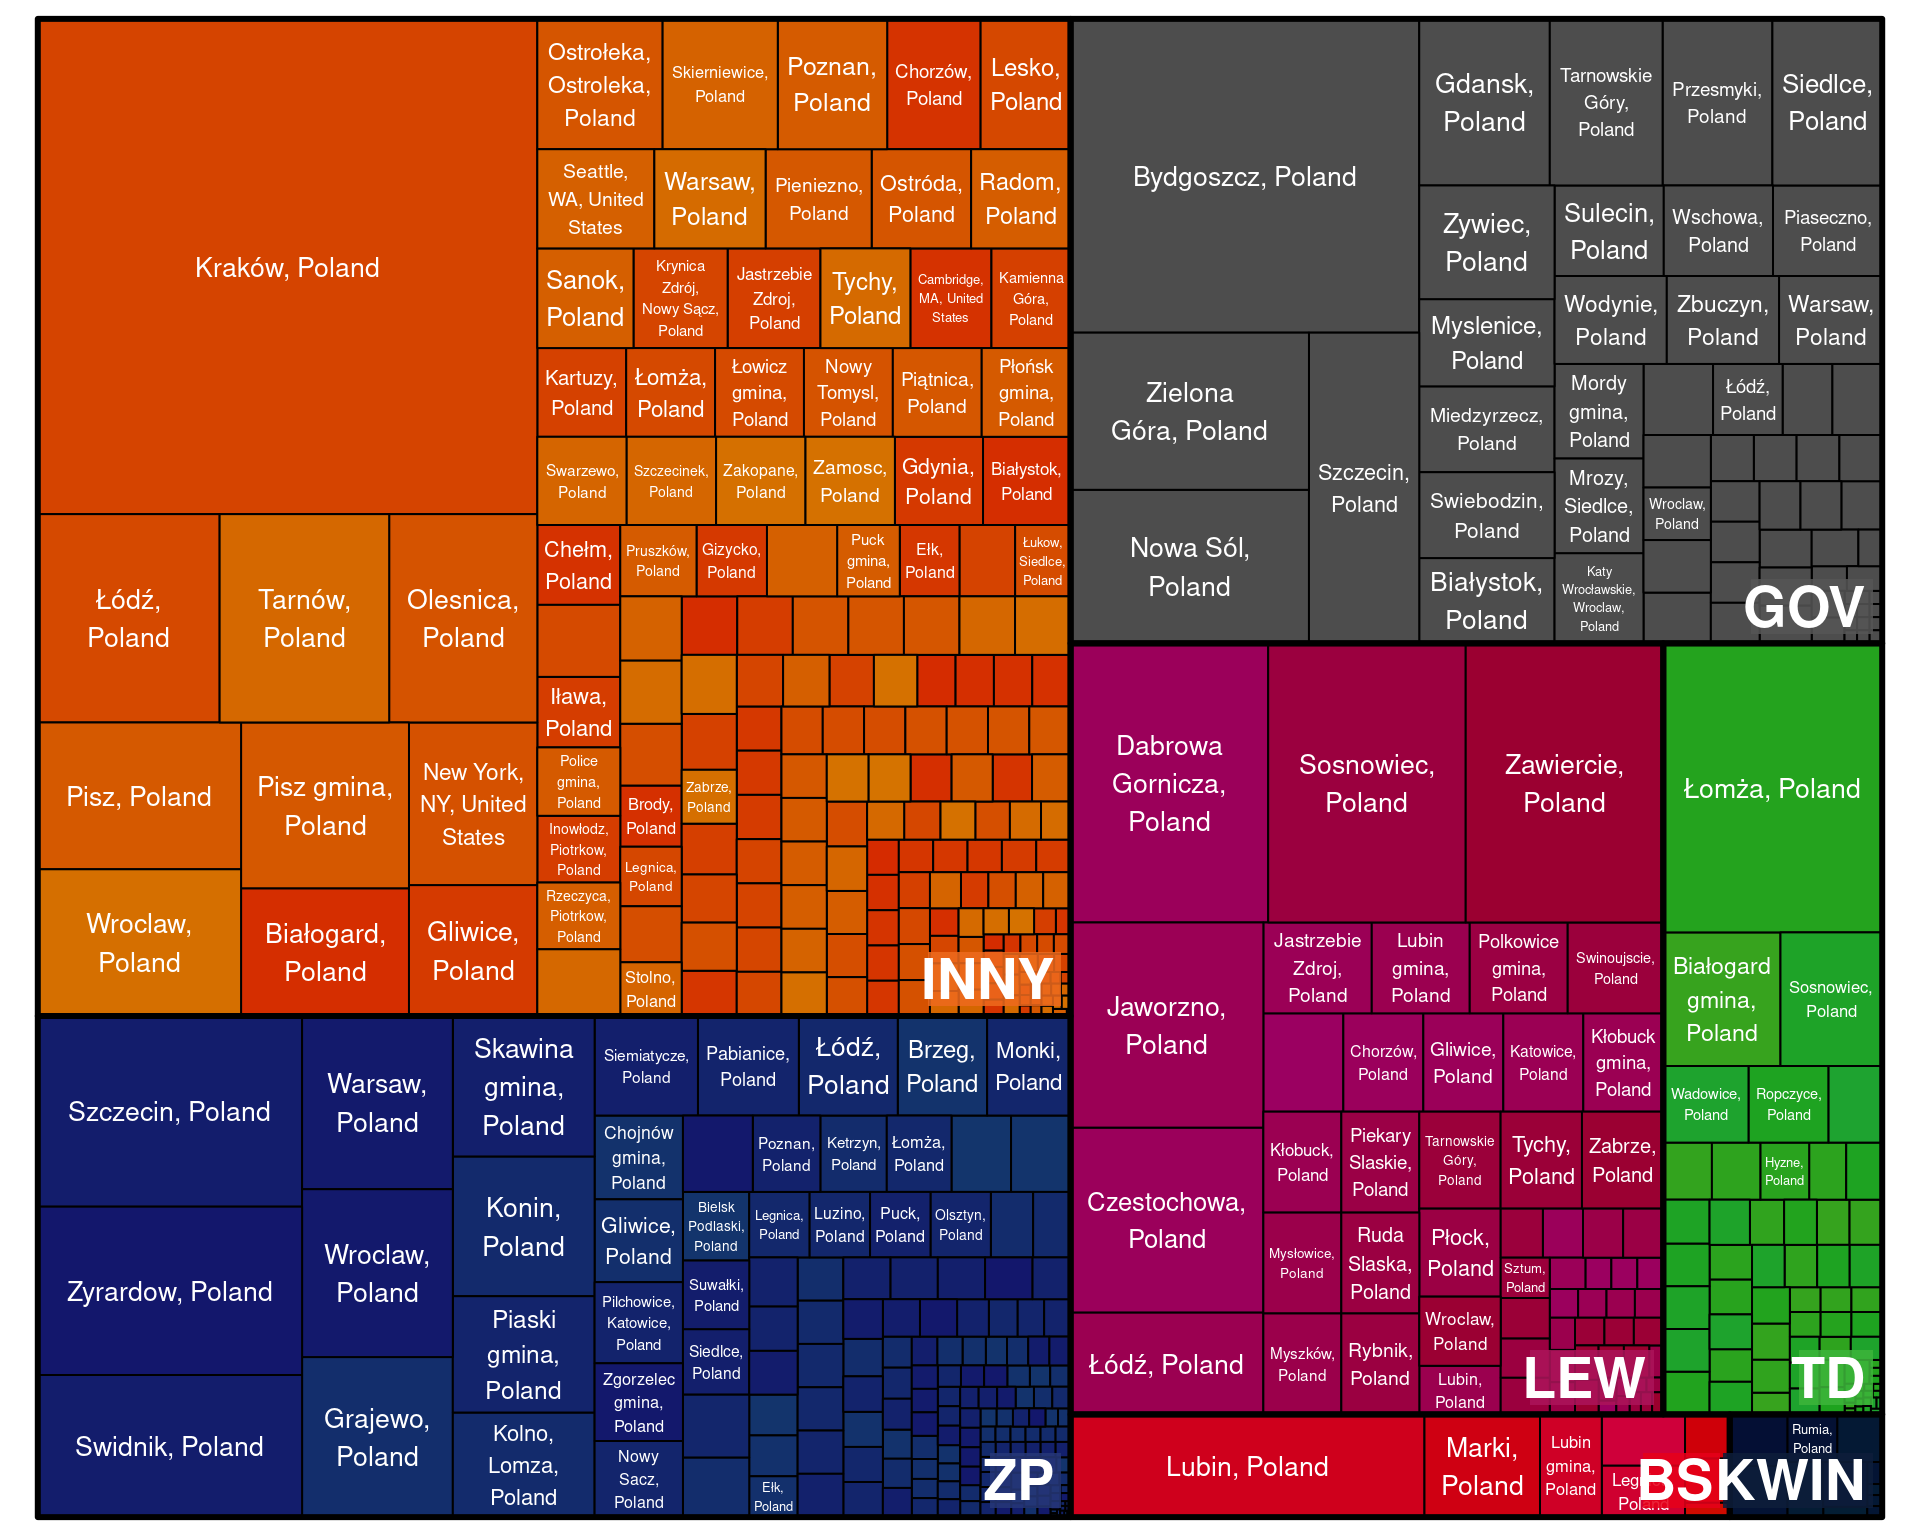 Kraków, Poland
Łódź,
Poland
Tarnów,
Poland
Olesnica,
Poland
Pisz, Poland
Pisz gmina,
Poland
New York,
NY, United
States
Wroclaw,
Poland
Białogard,
Poland
Gliwice,
Poland
Ostrołeka,
Ostroleka,
Poland
Skierniewice,
Poland
Poznan,
Poland
Chorzów,
Poland
Lesko,
Poland
Seattle,
WA, United
States
Warsaw,
Poland
Pieniezno,
Poland
Ostróda,
Poland
Radom,
Poland
Sanok,
Poland
Krynica
Zdrój,
Nowy Sącz,
Poland
Jastrzebie
Zdroj,
Poland
Tychy,
Poland
Cambridge,
MA, United
States
Kamienna
Góra,
Poland
Kartuzy,
Poland
Łomża,
Poland
Łowicz
gmina,
Poland
Nowy
Tomysl,
Poland
Piątnica,
Poland
Płońsk
gmina,
Poland
Swarzewo,
Poland
Szczecinek,
Poland
Zakopane,
Poland
Zamosc,
Poland
Gdynia,
Poland
Białystok,
Poland
Chełm,
Poland
Pruszków,
Poland
Gizycko,
Poland
Puck
gmina,
Poland
Ełk,
Poland
Łukow,
Siedlce,
Poland
Iława,
Poland
Police
gmina,
Poland
Zabrze,
Poland
Brody,
Poland
Inowłodz,
Piotrkow,
Poland
Legnica,
Poland
Rzeczyca,
Piotrkow,
Poland
Stolno,
Poland
INNY
Bydgoszcz, Poland
Gdansk,
Poland
Tarnowskie
Góry,
Poland
Przesmyki,
Poland
Siedlce,
Poland
Zywiec,
Poland
Sulecin,
Poland
Wschowa,
Poland
Piaseczno,
Poland
Myslenice,
Poland
Wodynie,
Poland
Zbuczyn,
Poland
Warsaw,
Poland
Zielona
Góra, Poland
Szczecin,
Poland
Nowa Sól,
Poland
Miedzyrzecz,
Poland
Mordy
gmina,
Poland
Łódź,
Poland
Swiebodzin,
Poland
Mrozy,
Siedlce,
Poland
Wroclaw,
Poland
Białystok,
Poland
Katy
Wrocławskie,
Wroclaw,
Poland
GOV
Dabrowa
Gornicza,
Poland
Sosnowiec,
Poland
Zawiercie,
Poland
Jaworzno,
Poland
Czestochowa,
Poland
Łódź, Poland
Jastrzebie
Zdroj,
Poland
Lubin
gmina,
Poland
Polkowice
gmina,
Poland
Swinoujscie,
Poland
Chorzów,
Poland
Gliwice,
Poland
Katowice,
Poland
Kłobuck
gmina,
Poland
Kłobuck,
Poland
Piekary
Slaskie,
Poland
Tarnowskie
Góry,
Poland
Tychy,
Poland
Zabrze,
Poland
Mysłowice,
Poland
Ruda
Slaska,
Poland
Płock,
Poland
Sztum,
Poland
Wroclaw,
Poland
Myszków,
Poland
Rybnik,
Poland
Lubin,
Poland
LEW
Łomża, Poland
Białogard
gmina,
Poland
Sosnowiec,
Poland
Wadowice,
Poland
Ropczyce,
Poland
Hyzne,
Poland
TD
Szczecin, Poland
Warsaw,
Poland
Skawina
gmina,
Poland
Zyrardow, Poland
Wroclaw,
Poland
Konin,
Poland
Piaski
gmina,
Poland
Swidnik, Poland
Grajewo,
Poland
Kolno,
Lomza,
Poland
Siemiatycze,
Poland
Pabianice,
Poland
Łódź,
Poland
Brzeg,
Poland
Monki,
Poland
Chojnów
gmina,
Poland
Poznan,
Poland
Ketrzyn,
Poland
Łomża,
Poland
Gliwice,
Poland
Bielsk
Podlaski,
Poland
Legnica,
Poland
Luzino,
Poland
Puck,
Poland
Olsztyn,
Poland
Pilchowice,
Katowice,
Poland
Suwałki,
Poland
Siedlce,
Poland
Zgorzelec
gmina,
Poland
Nowy
Sacz,
Poland
Ełk,
Poland
ZP
Lubin, Poland
Marki,
Poland
Lubin
gmina,
Poland
Rumia,
Poland
BSKWIN